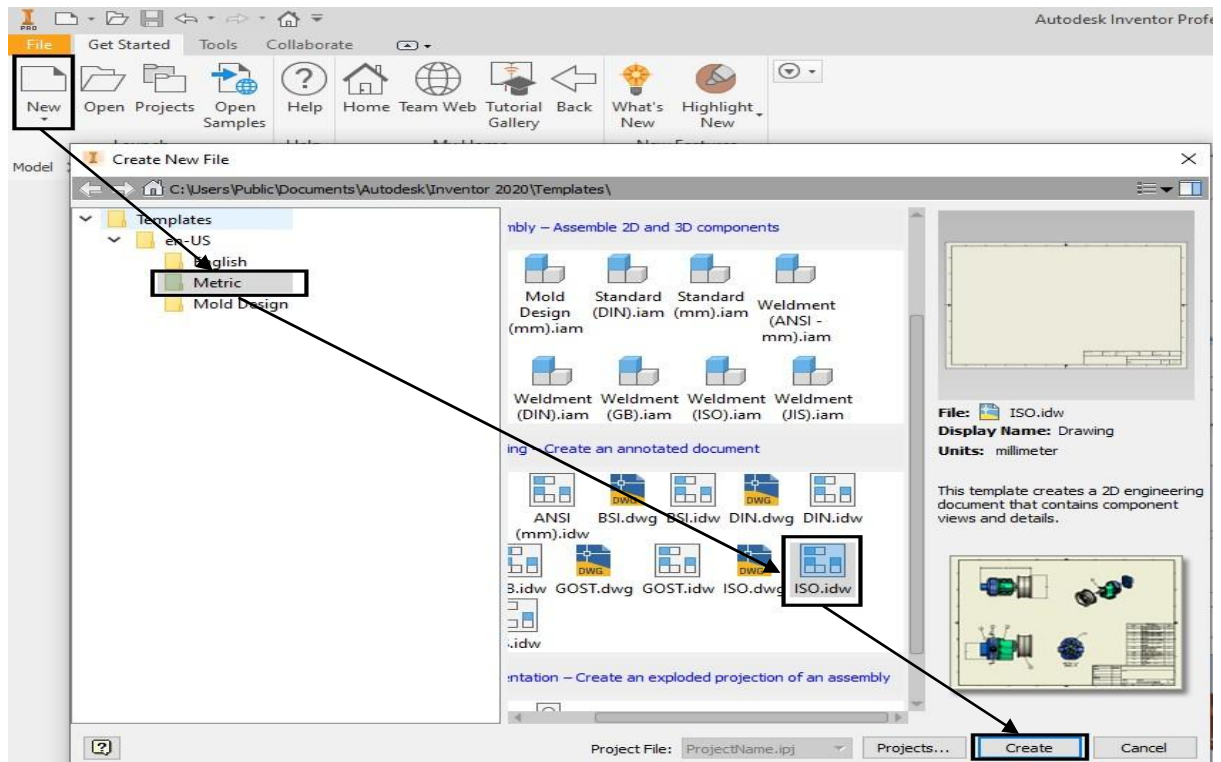 PRO
Autodesk Inventor Profe
File Get Started Tools Collaborate
New Open Projects Open Samples Help Home Team Web Tutorial Gallery Back What's New Highlight New
Model
Create New File
C:\Users\Public\Documents\Autodesk\Inventor 2020\Templates\
Templates
en-US
English
Metric
Mold Design
mbly – Assemble 2D and 3D components
Mold Design (mm).iam
Standard (DIN).iam
Standard (mm).iam
Weldment (ANSI - mm).iam
Weldment (DIN).iam
Weldment (GB).iam
Weldment (ISO).iam
Weldment (JIS).iam
ing – Create an annotated document
ANSI (mm).idw
DWG
BSI.dwg
BSI.idw
DWG
DIN.dwg
DIN.idw
B.idw
DWG
GOST.dwg
GOST.idw
DWG
ISO.dwg
ISO.idw
.idw
entation – Create an exploded projection of an assembly
File: ISO.idw
Display Name: Drawing
Units: millimeter
This template creates a 2D engineering
document that contains component
views and details.
Project File: ProjectName.ipj Projects... Create Cancel